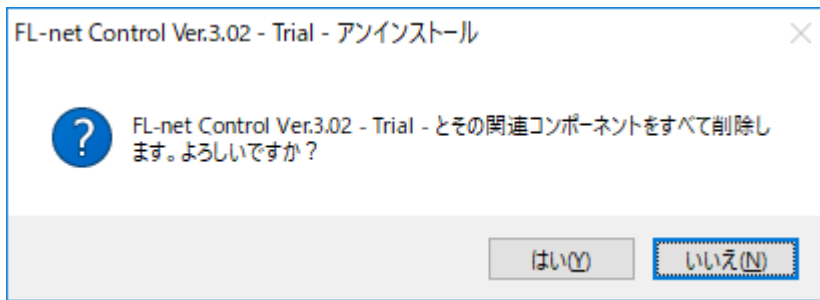 FL-net Control Ver.3.02 - Trial - アンインストール
FL-net Control Ver.3.02 - Trial - とその関連コンポーネントをすべて削除し
ます。よろしいですか？
はい(Y)
いいえ(N)